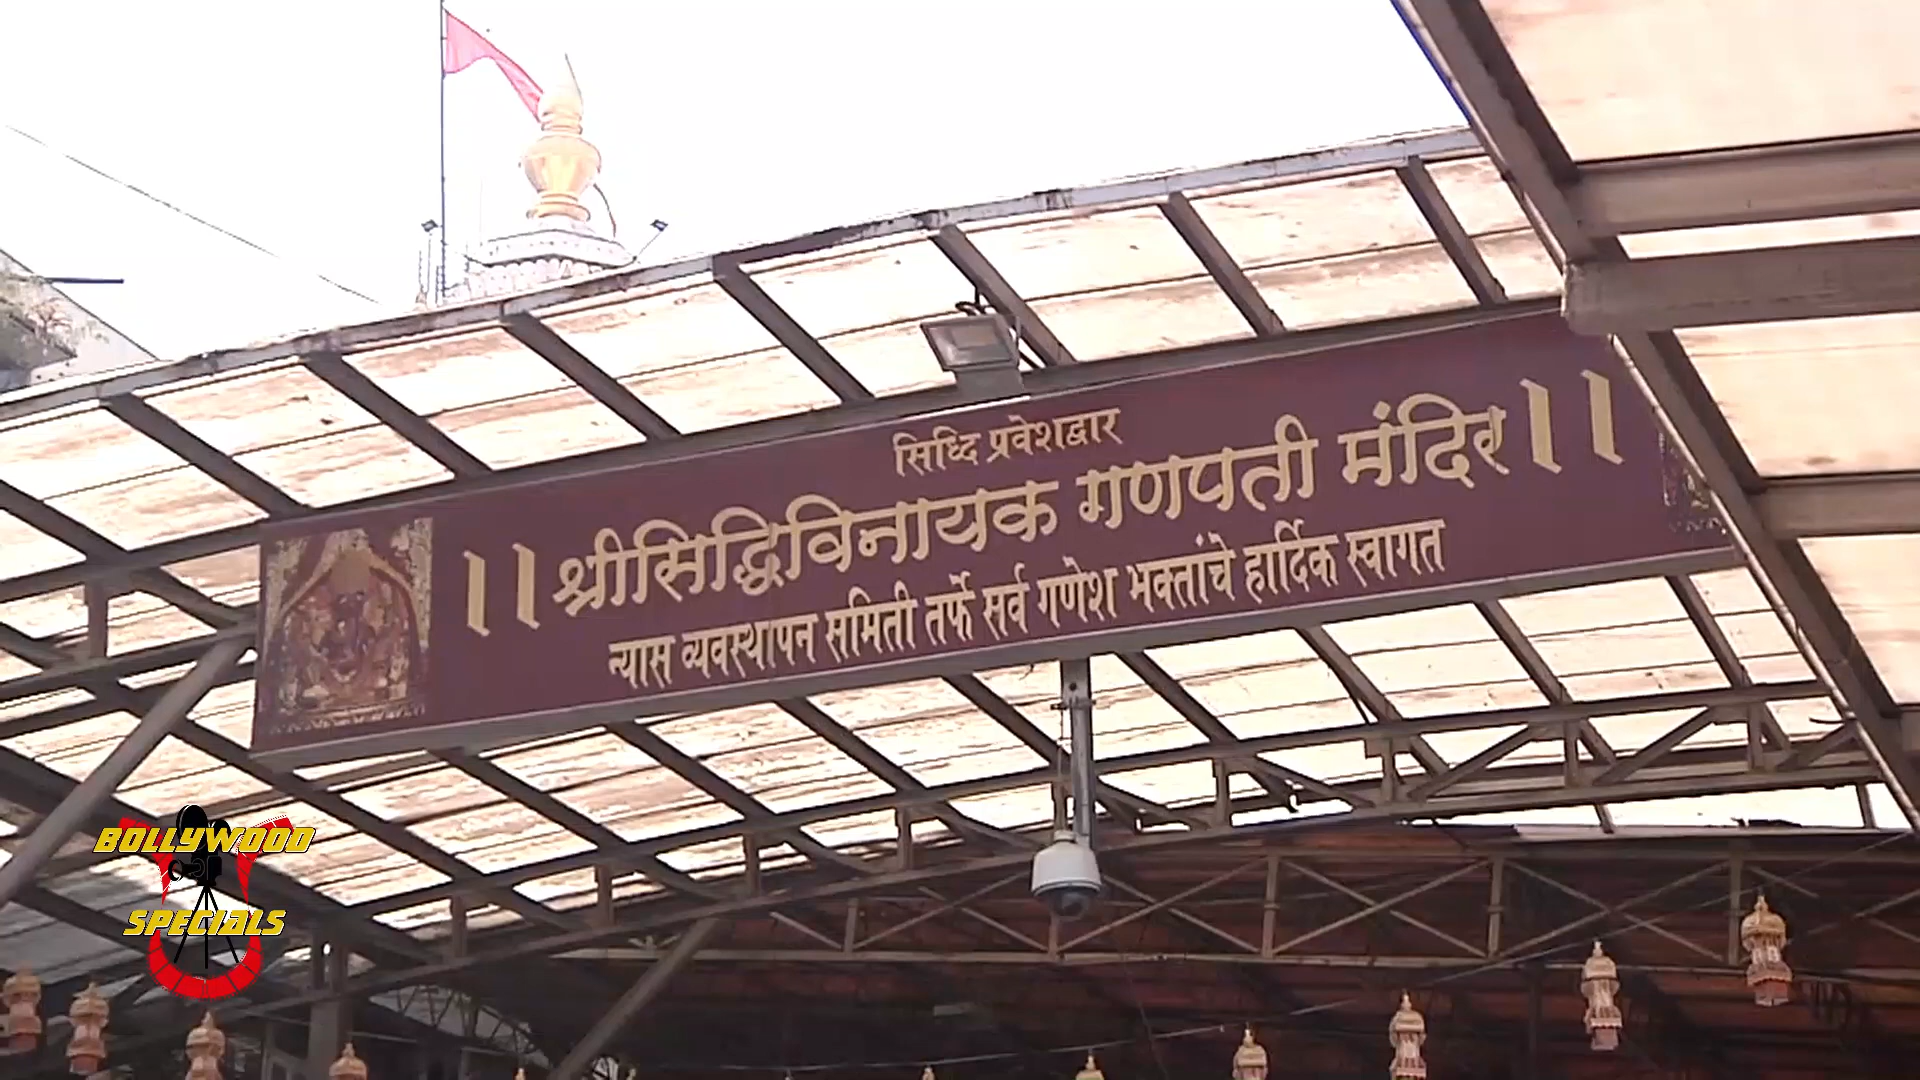 सिध्दि प्रवेशद्वार
।।श्रीसिद्धिविनायक गणपती मंदिर।।
न्यास व्यवस्थापन समिती तर्फे सर्व गणेश भक्तांचे हार्दिक स्वागत
BOLLYWOOD
SPECIALS